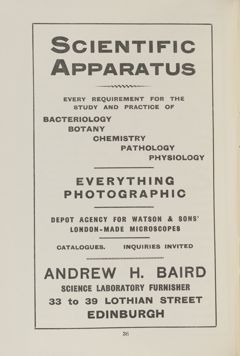 SCIENTIFIC
APPARATUS
EVERY REQUIREMENT FOR THE
STUDY AND PRACTICE OF
BACTERIOLOGY
BOTANY
CHEMISTRY
PATHOLOGY
PHYSIOLOGY
EVERYTHING
PHOTOGRAPHIC
DEPOT AGENCY FOR WATSON & SONS'
LONDON-MADE MICROSCOPES
CATALOGUES. INQUIRIES INVITED
ANDREW H. BAIRD
SCIENCE LABORATORY FURNISHER
33 to 39 LOTHIAN STREET
EDINBURGH
36